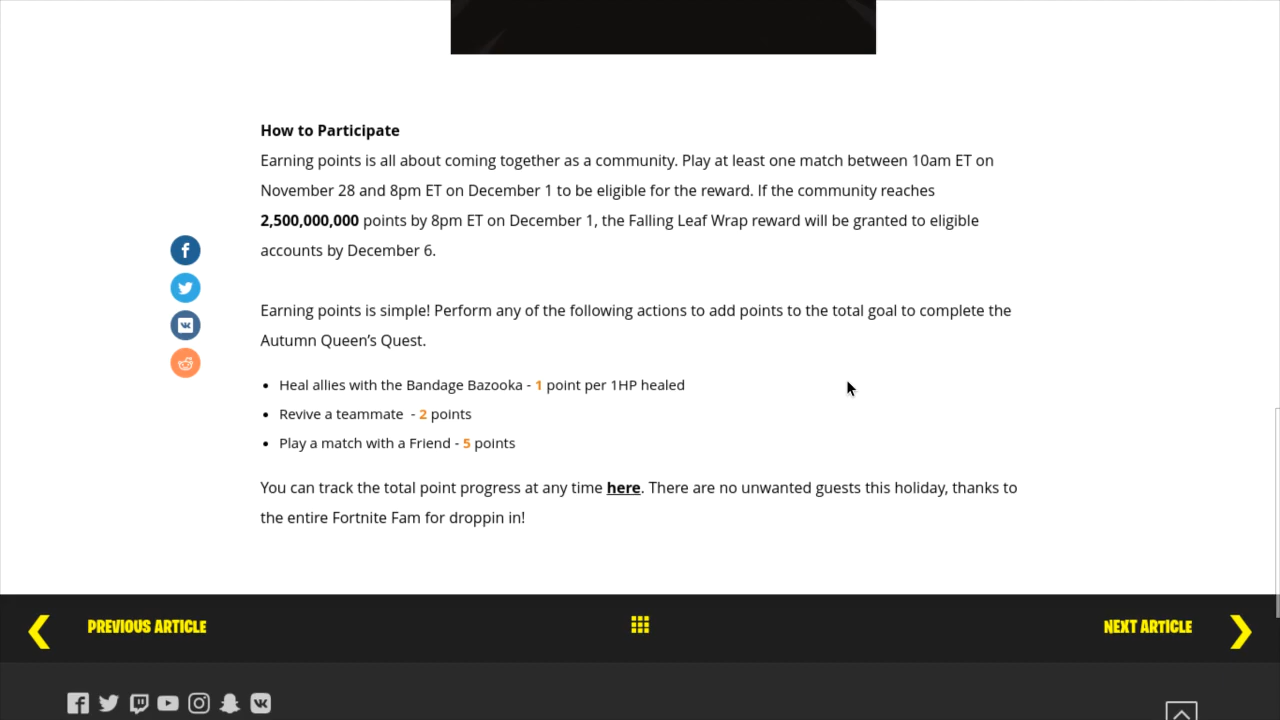 How to Participate
Earning points is all about coming together as a community. Play at least one match between 10am ET on
November 28 and 8pm ET on December 1 to be eligible for the reward. If the community reaches
2,500,000,000 points by 8pm ET on December 1, the Falling Leaf Wrap reward will be granted to eligible
accounts by December 6.
Earning points is simple! Perform any of the following actions to add points to the total goal to complete the
Autumn Queen’s Quest.
• Heal allies with the Bandage Bazooka - 1 point per 1HP healed
• Revive a teammate - 2 points
• Play a match with a Friend - 5 points
You can track the total point progress at any time here. There are no unwanted guests this holiday, thanks to
the entire Fortnite Fam for droppin in!
PREVIOUS ARTICLE
NEXT ARTICLE